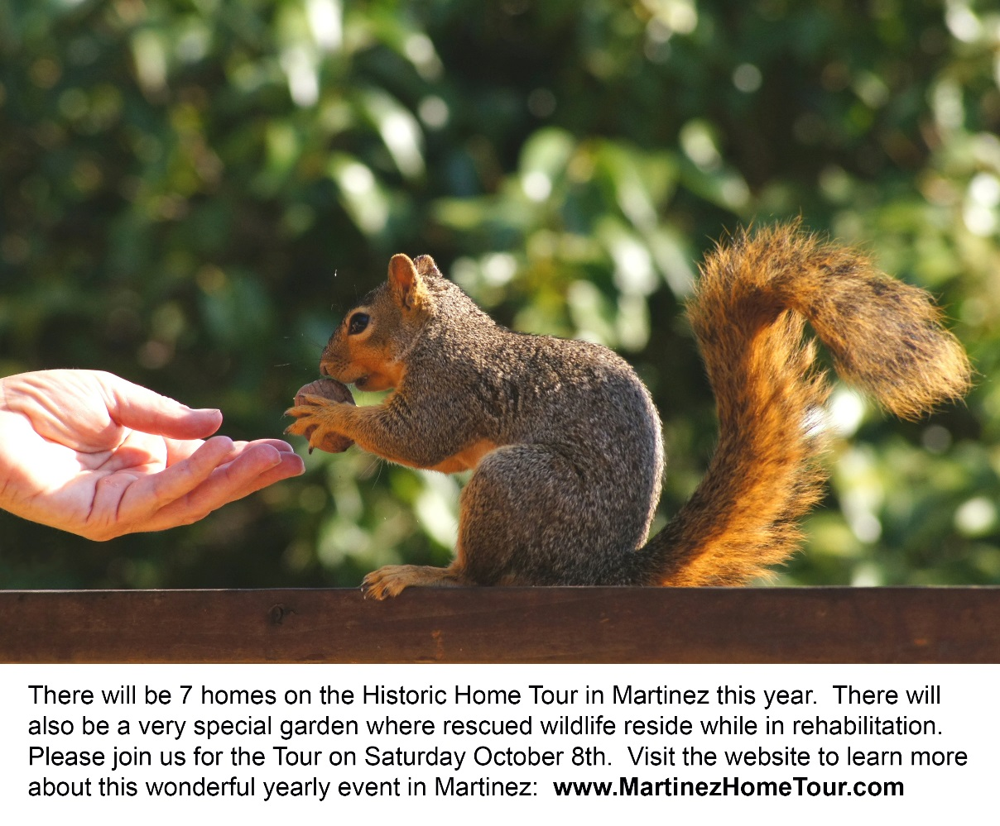 There will be 7 homes on the Historic Home Tour in Martinez this year.  There will
also be a very special garden where rescued wildlife reside while in rehabilitation.
Please join us for the Tour on Saturday October 8th.  Visit the website to learn more
about this wonderful yearly event in Martinez:  www.MartinezHomeTour.com